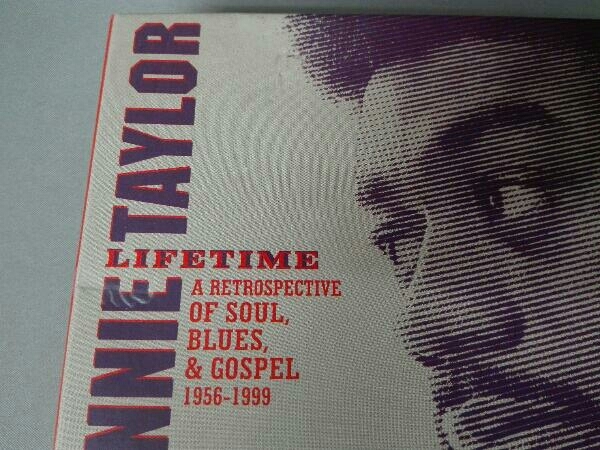 NNIE TAYLOR
LIFETIME
A RETROSPECTIVE
OF SOUL,
BLUES,
& GOSPEL
1956-1999